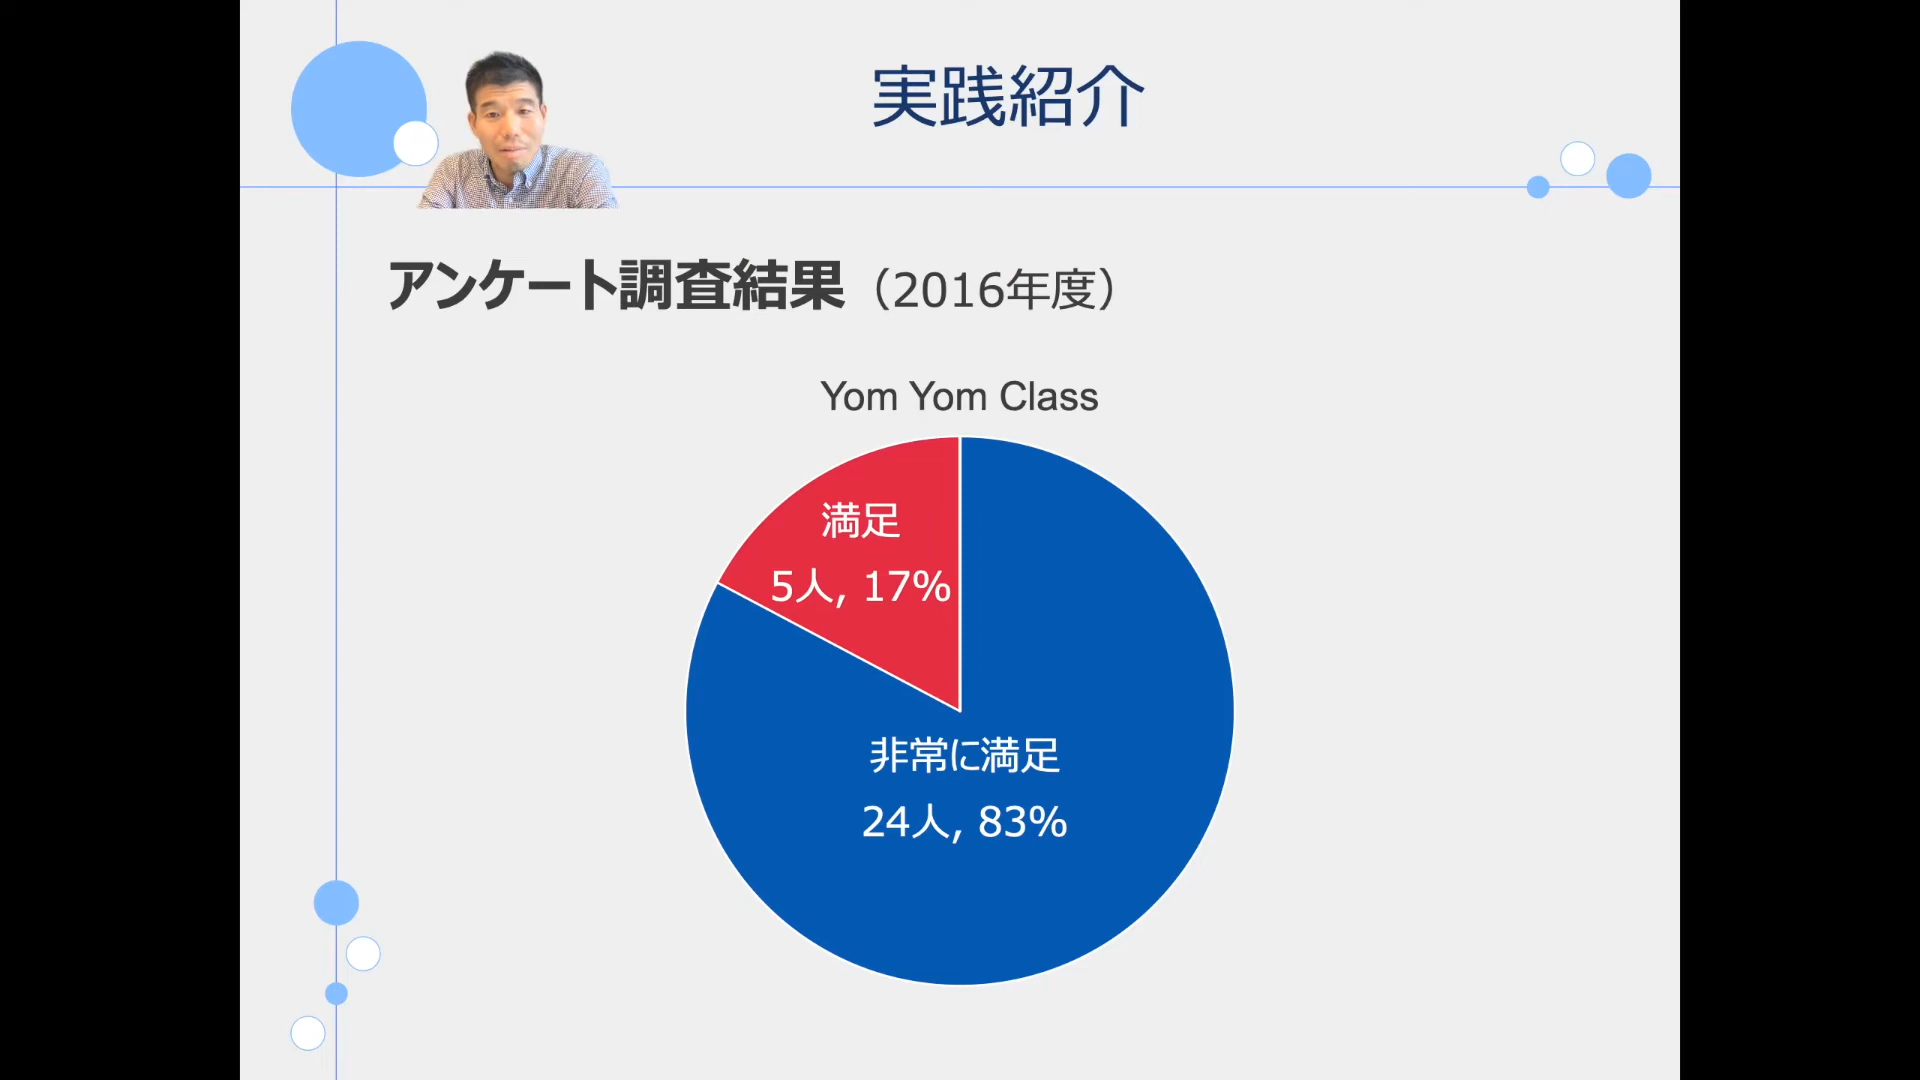 実践紹介
アンケート調査結果（2016年度）
Yom Yom Class
満足
5人, 17%
非常に満足
24人, 83%